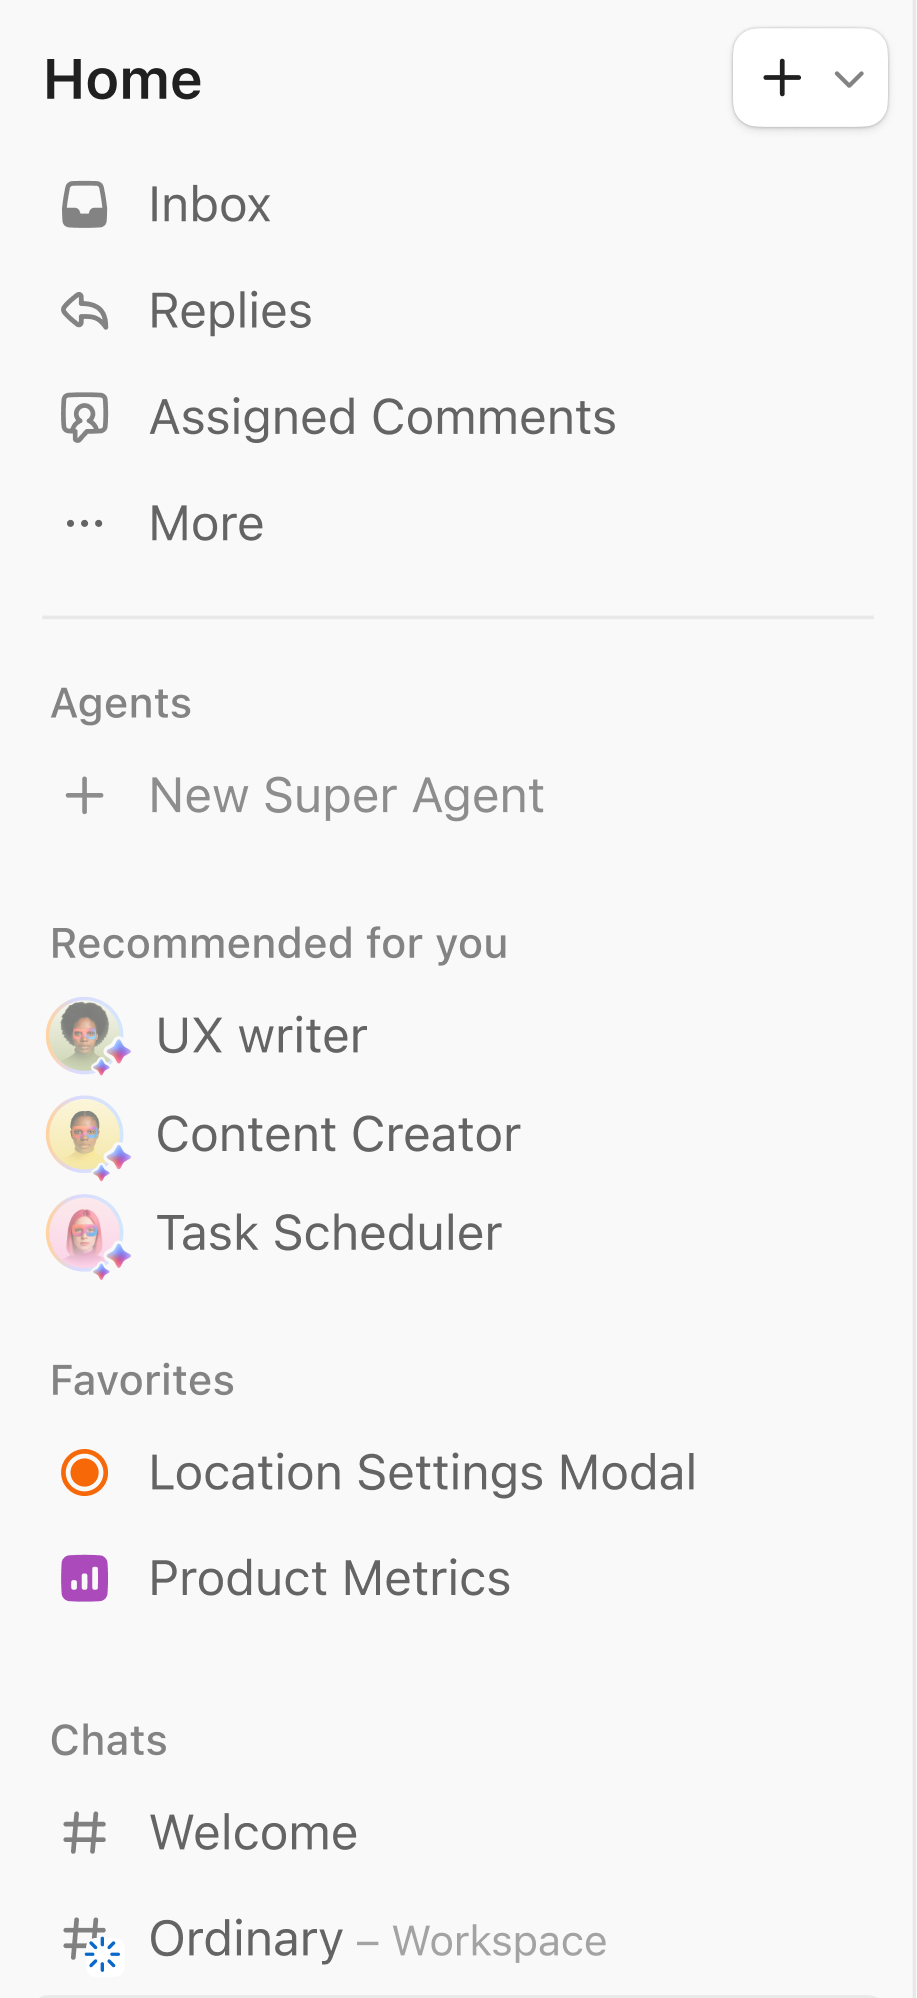 Home
Inbox
Replies
Assigned Comments
More
Agents
New Super Agent
Recommended for you
UX writer
Content Creator
Task Scheduler
Favorites
Location Settings Modal
Product Metrics
Chats
Welcome
Ordinary – Workspace